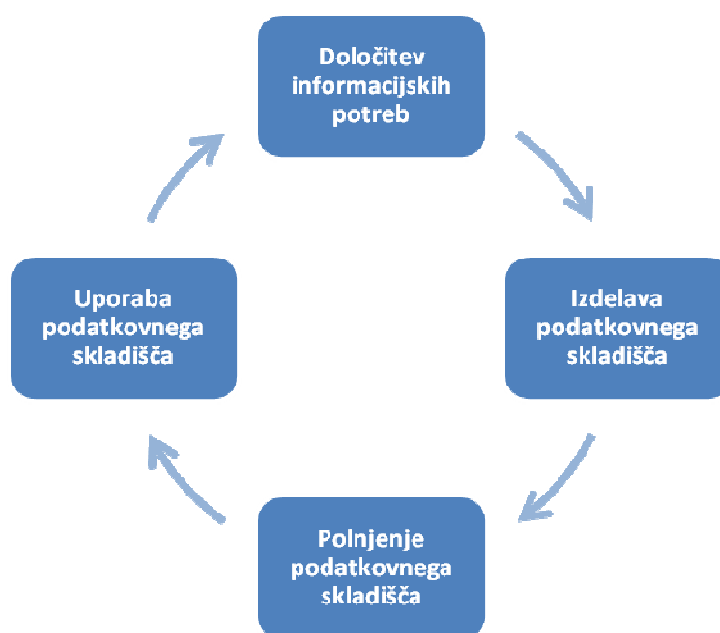 Določitev
informacijskih
potreb
Izdelava
podatkovnega
skladišča
Polnjenje
podatkovnega
skladišča
Uporaba
podatkovnega
skladišča